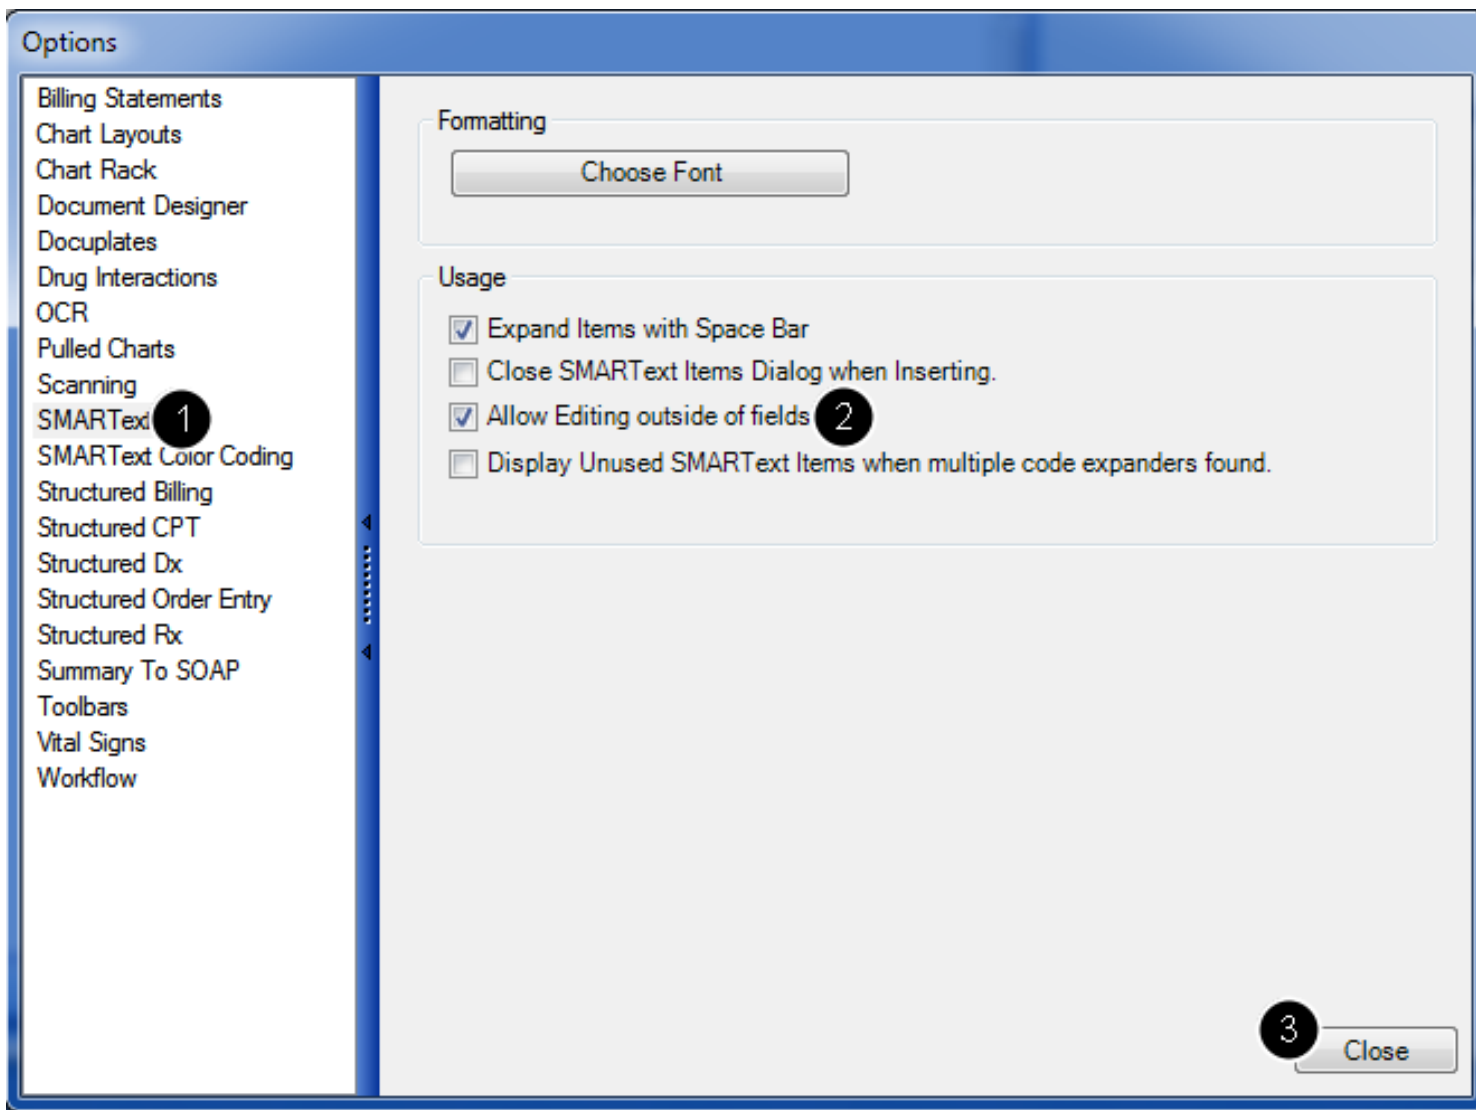 Options
Billing Statements
Chart Layouts
Chart Rack
Document Designer
Docuplates
Drug Interactions
OCR
Pulled Charts
Scanning
SMARText
1
SMARText Color Coding
Structured Billing
Structured CPT
Structured Dx
Structured Order Entry
Structured Rx
Summary To SOAP
Toolbars
Vital Signs
Workflow
Formatting
Choose Font
Usage
Expand Items with Space Bar
Close SMARText Items Dialog when Inserting.
Allow Editing outside of fields
2
Display Unused SMARText Items when multiple code expanders found.
3
Close